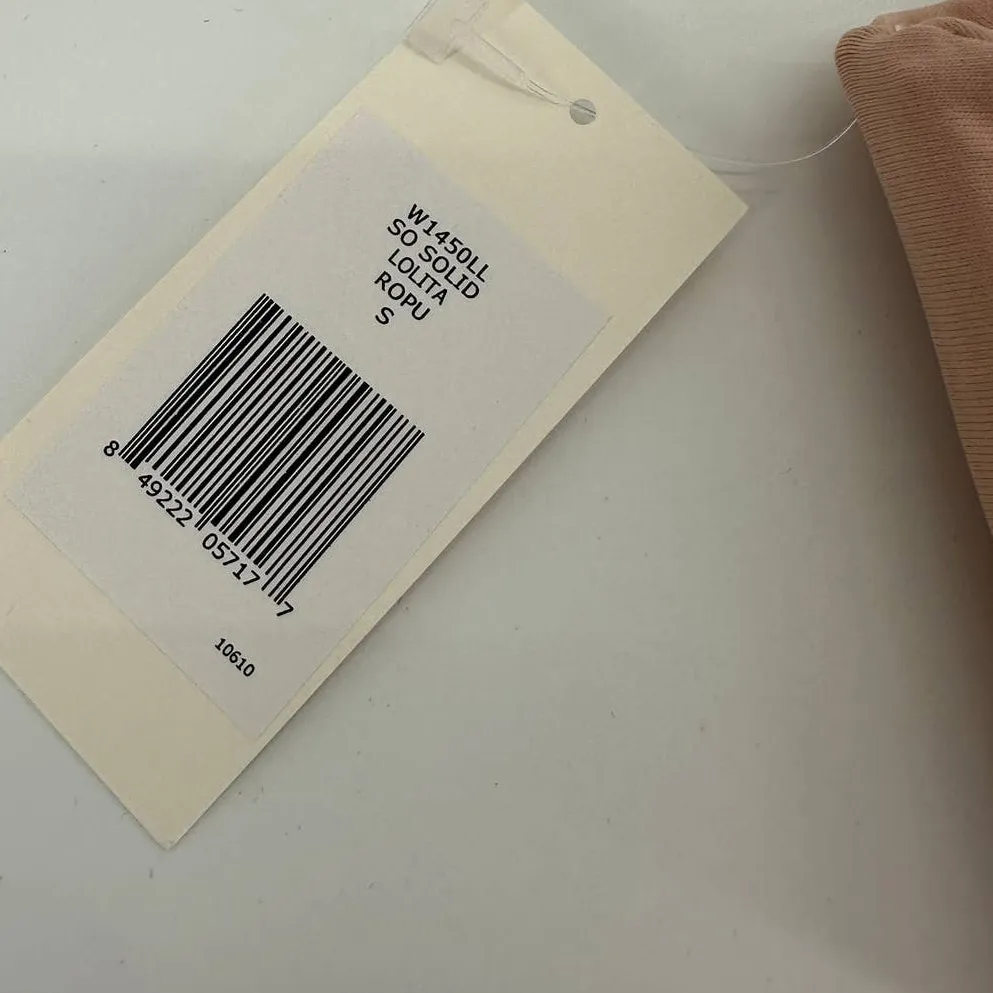 W1450LL
SO SOLID
LOLITA
ROPU
S
8 49222 05717 7
10610